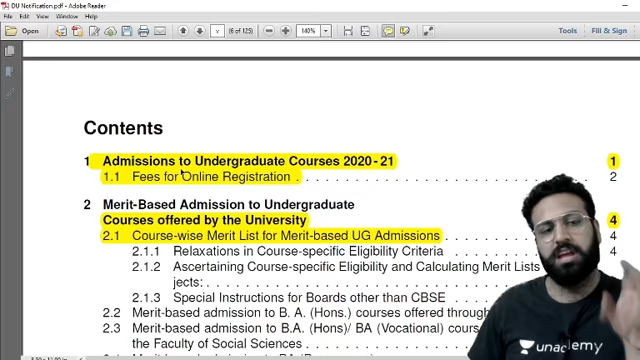 DU Notification.pdf - Adobe Reader
File Edit View Window Help
Open
v
(6 of 125)
140%
Tools
Fill & Sign
Contents
1 Admissions to Undergraduate Courses 2020-21 1
1.1 Fees for Online Registration . . . . . . . . . . . . . . . . . . . . . 2
2 Merit-Based Admission to Undergraduate
Courses offered by the University 4
2.1 Course-wise Merit List for Merit-based UG Admissions . . . . . . . . 4
2.1.1 Relaxations in Course-specific Eligibility Criteria 4
2.1.2 Ascertaining Course-specific Eligibility and Calculating Merit Lists
jects: . . . . . . . . . . . . . . . . . . . .
2.1.3 Special Instructions for Boards other than CBSE
2.2 Merit-based admission to B. A. (Hons.) courses offered through
2.3 Merit-based admission to B.A. (Hons)/ BA (Vocational) cour
the Faculty of Social Sciences
unacademy